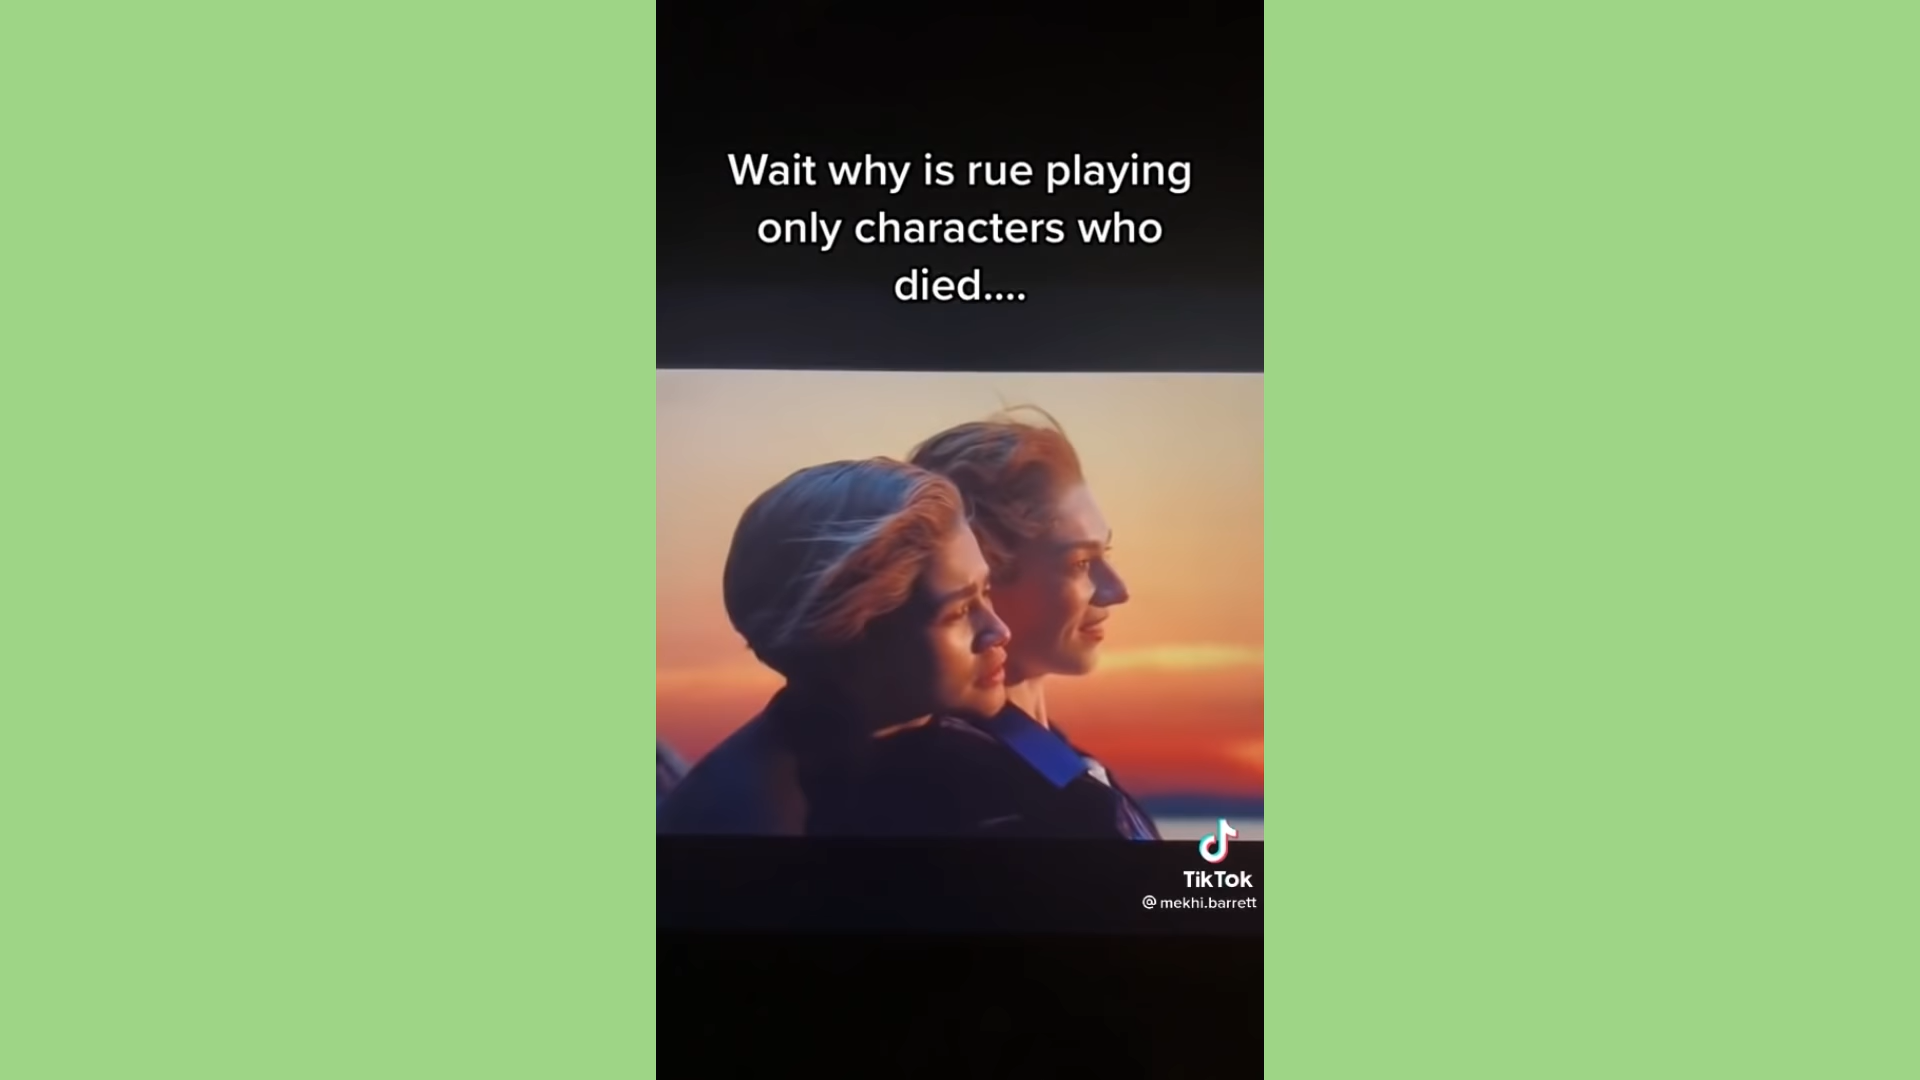 Wait why is rue playing
only characters who
died....
TikTok
@mekhi.barrett